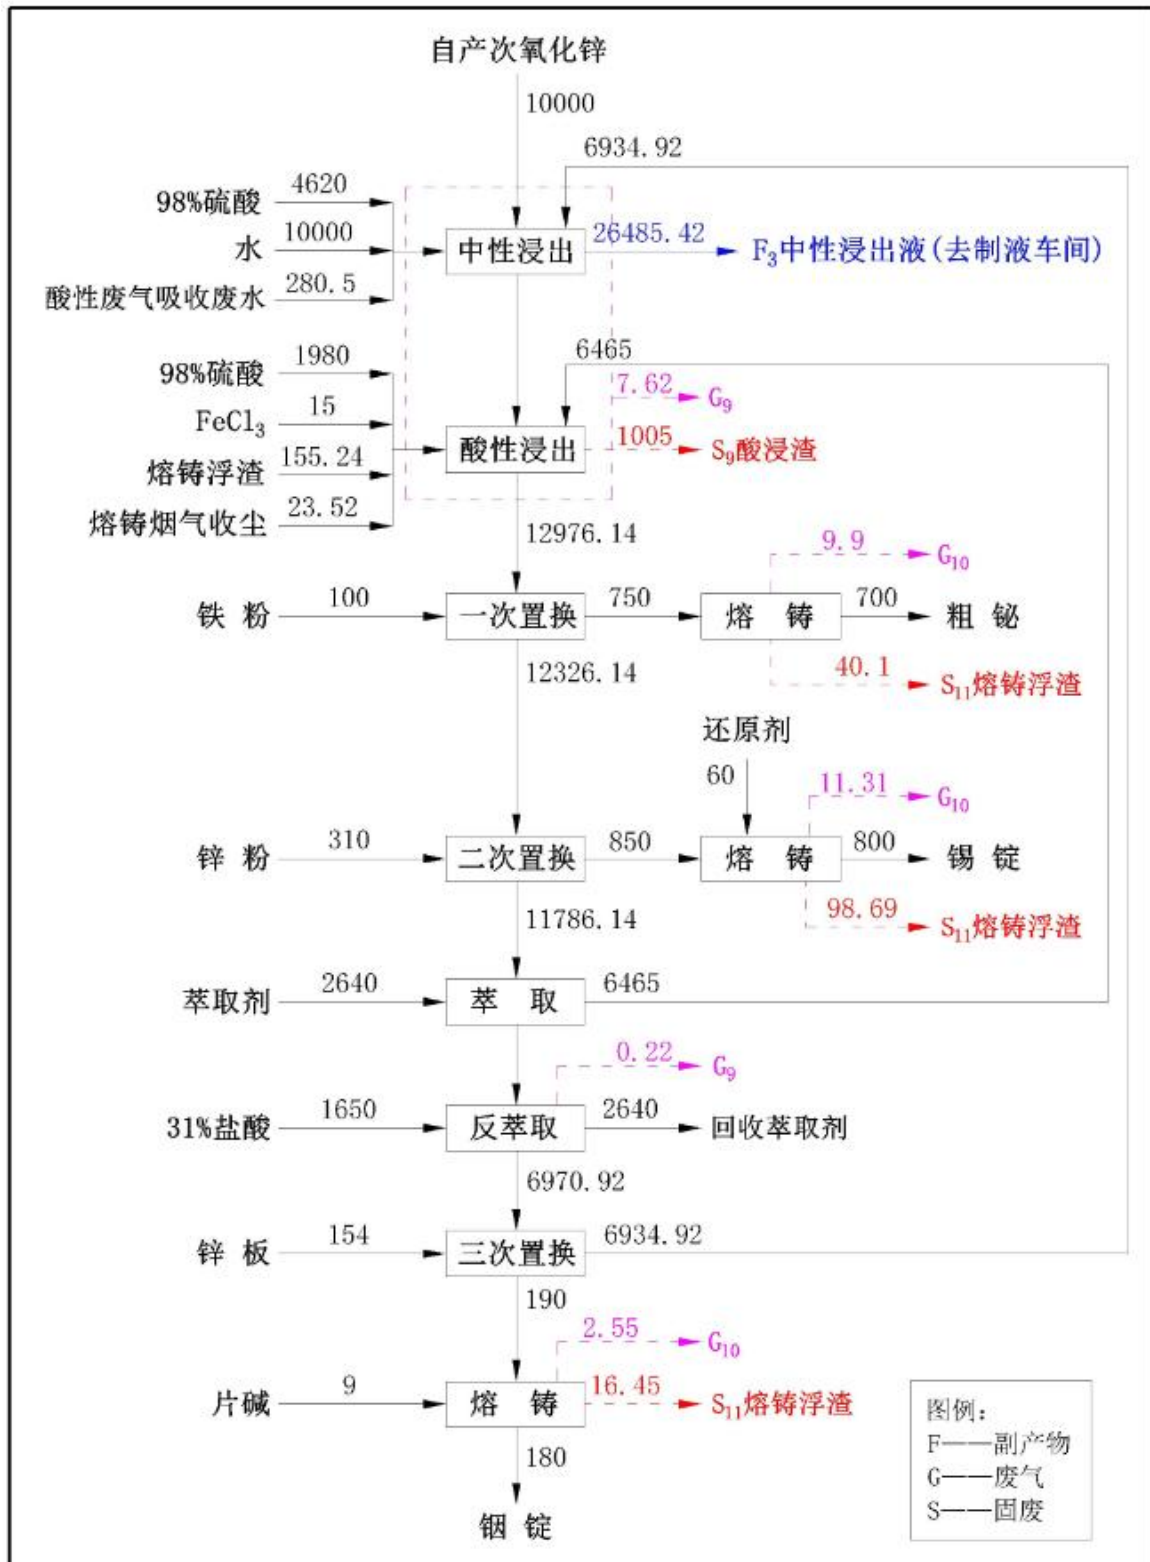 自产次氧化锌
10000
6934.92
98%硫酸
4620
水
10000
酸性废气吸收废水
280.5
中性浸出
26485.42
F₃中性浸出液(去制液车间)
98%硫酸
1980
FeCl₃
15
熔铸浮渣
155.24
熔铸烟气收尘
23.52
6465
7.62
G₉
酸性浸出
1005
S₉酸浸渣
12976.14
9.9
G₁₀
铁 粉
100
一次置换
750
熔 铸
700
粗 铋
40.1
S₁₁熔铸浮渣
12326.14
还原剂
60
11.31
G₁₀
锌 粉
310
二次置换
850
熔 铸
800
锡 锭
98.69
S₁₁熔铸浮渣
11786.14
萃取剂
2640
萃 取
6465
0.22
G₉
31%盐酸
1650
反萃取
2640
回收萃取剂
6970.92
锌 板
154
三次置换
6934.92
190
2.55
G₁₀
片碱
9
熔 铸
16.45
S₁₁熔铸浮渣
180
铟 锭
图例：
F——副产物
G——废气
S——固废